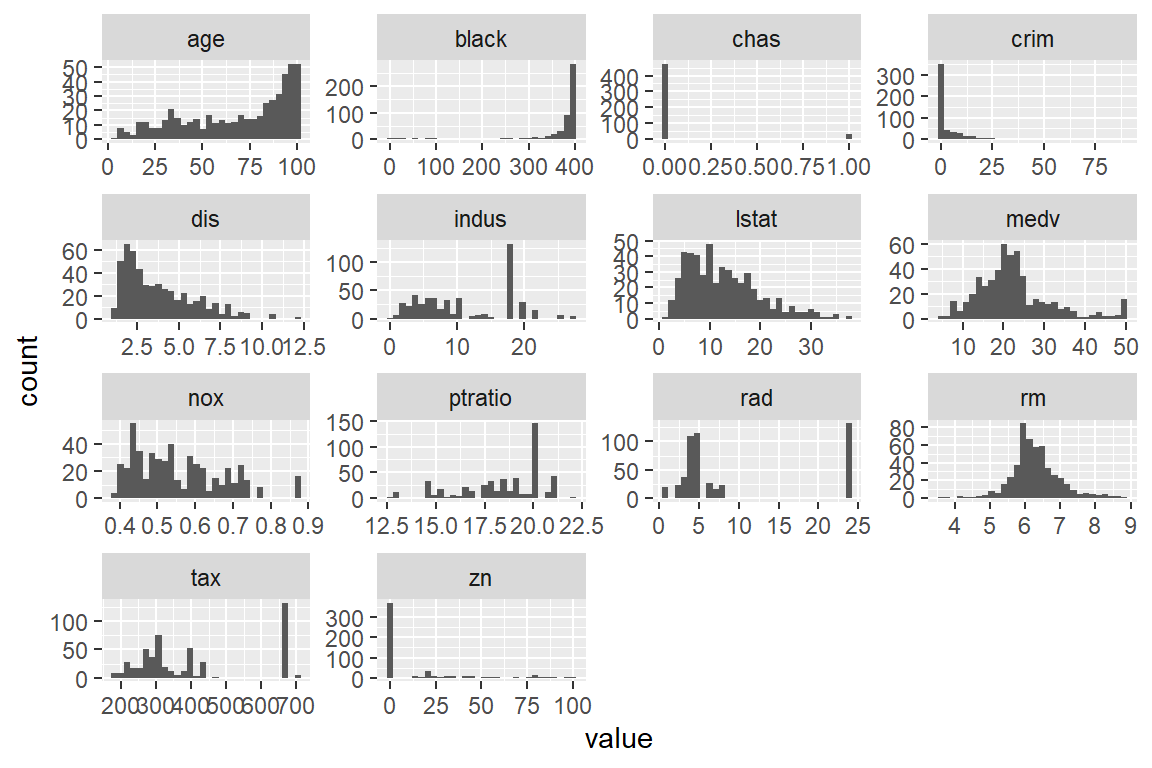 age black chas crim
50
40
30
20
10
0
200
100
0
400
300
200
100
0
300
200
100
0
0 25 50 75 100
0 100 200 300 400
0.00 0.25 0.50 0.75 1.00
0 25 50 75
dis indus lstat medv
60
40
20
0
100
50
0
50
40
30
20
10
0
60
40
20
0
2.5 5.0 7.5 10.0 12.5
0 10 20
0 10 20 30
10 20 30 40 50
nox ptratio rad rm
40
20
0
150
100
50
0
100
50
0
80
60
40
20
0
0.4 0.5 0.6 0.7 0.8 0.9
12.5 15.0 17.5 20.0 22.5
0 5 10 15 20 25
4 5 6 7 8 9
tax zn
100
50
0
300
200
100
0
200 300 400 500 600 700
0 25 50 75 100
count
value